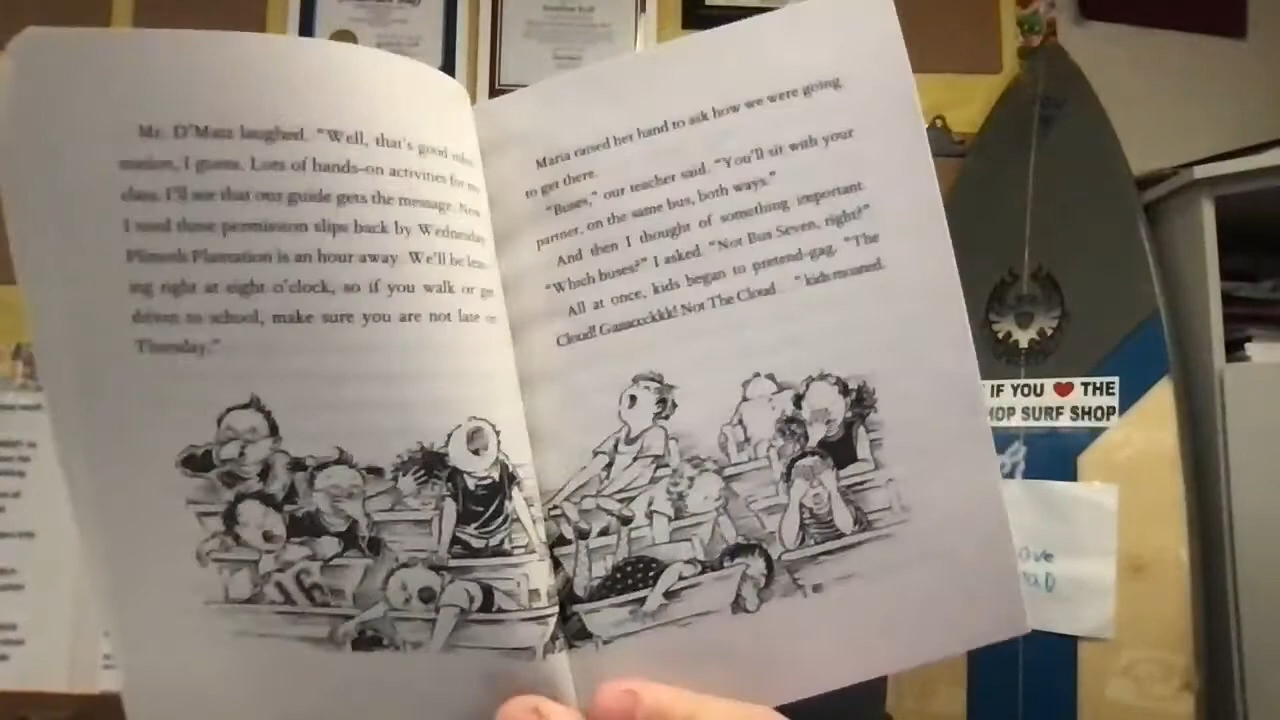 Mr. D'Matz laughed. "Well, that's good
mation, I guess. Lots of hands-on activities for my
class. I'll see that our guide gets the message. Now
I need these permission slips back by Wednesday
Plimoth Plantation is an hour away. We'll be leav-
ing right at eight o'clock, so if you walk or get
driven to school, make sure you are not late on
Thursday."
16
Maria raised her hand to ask how we were going
to get there.
"Buses," our teacher said. "You'll sit with your
partner, on the same bus, both ways."
And then I thought of something important.
"Which buses?" I asked. "Not Bus Seven, right?"
All at once, kids began to pretend-gag. "The
Cloud! Not The Cloud " kids moaned.
IF YOU ❤ THE
HOP SURF SHOP